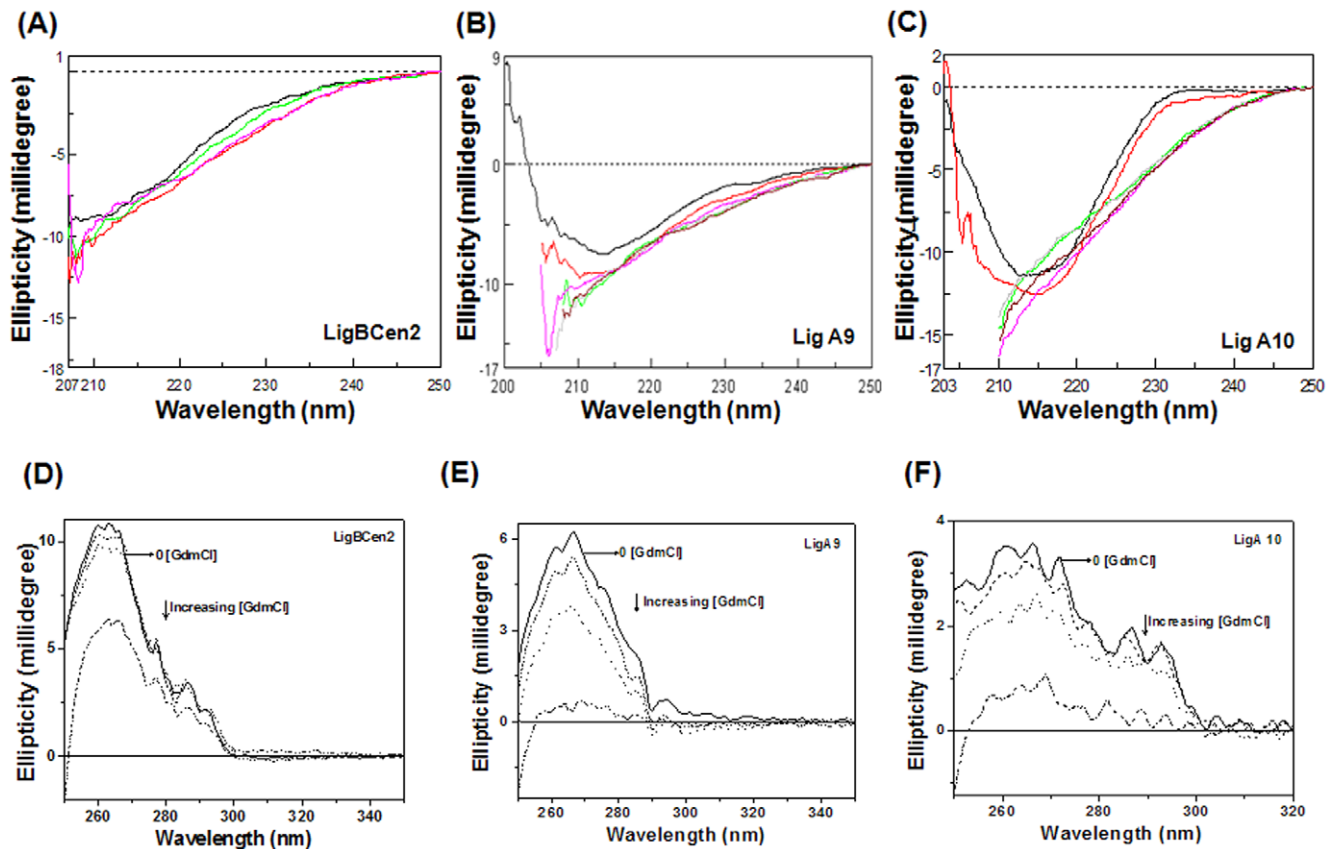 (A)
Ellipticity (millidegree)
1
-5
-10
-15
-18
207 210 220 230 240 250
Wavelength (nm)
LigBCen2
(B)
Ellipticity (millidegree)
9
0
-10
-17
200 210 220 230 240 250
Wavelength (nm)
Lig A9
(C)
Ellipticity (millidegree)
2
0
-5
-10
-15
-17
203 210 220 230 240 250
Wavelength (nm)
Lig A10
(D)
Ellipticity (millidegree)
10
5
0
260 280 300 320 340
Wavelength (nm)
LigBCen2
0 [GdmCl]
Increasing [GdmCl]
(E)
Ellipticity (millidegree)
6
3
0
260 280 300 320 340
Wavelength (nm)
LigA9
0 [GdmCl]
Increasing [GdmCl]
(F)
Ellipticity (millidegree)
4
2
0
260 280 300 320
Wavelength (nm)
LigA 10
0 [GdmCl]
Increasing [GdmCl]